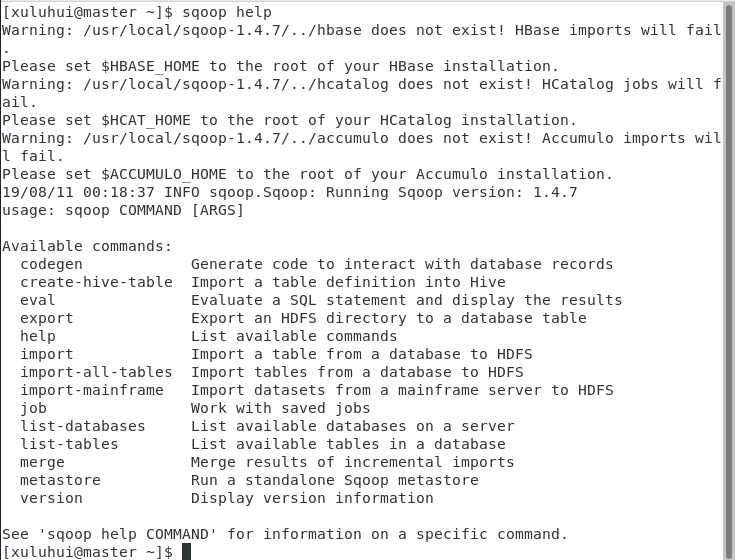 [xuluhui@master ~]$ sqoop help
Warning: /usr/local/sqoop-1.4.7/../hbase does not exist! HBase imports will fail
.
Please set $HBASE_HOME to the root of your HBase installation.
Warning: /usr/local/sqoop-1.4.7/../hcatalog does not exist! HCatalog jobs will f
ail.
Please set $HCAT_HOME to the root of your HCatalog installation.
Warning: /usr/local/sqoop-1.4.7/../accumulo does not exist! Accumulo imports wil
l fail.
Please set $ACCUMULO_HOME to the root of your Accumulo installation.
19/08/11 00:18:37 INFO sqoop.Sqoop: Running Sqoop version: 1.4.7
usage: sqoop COMMAND [ARGS]

Available commands:
  codegen            Generate code to interact with database records
  create-hive-table  Import a table definition into Hive
  eval               Evaluate a SQL statement and display the results
  export             Export an HDFS directory to a database table
  help               List available commands
  import             Import a table from a database to HDFS
  import-all-tables  Import tables from a database to HDFS
  import-mainframe   Import datasets from a mainframe server to HDFS
  job                Work with saved jobs
  list-databases     List available databases on a server
  list-tables        List available tables in a database
  merge              Merge results of incremental imports
  metastore          Run a standalone Sqoop metastore
  version            Display version information

See 'sqoop help COMMAND' for information on a specific command.
[xuluhui@master ~]$